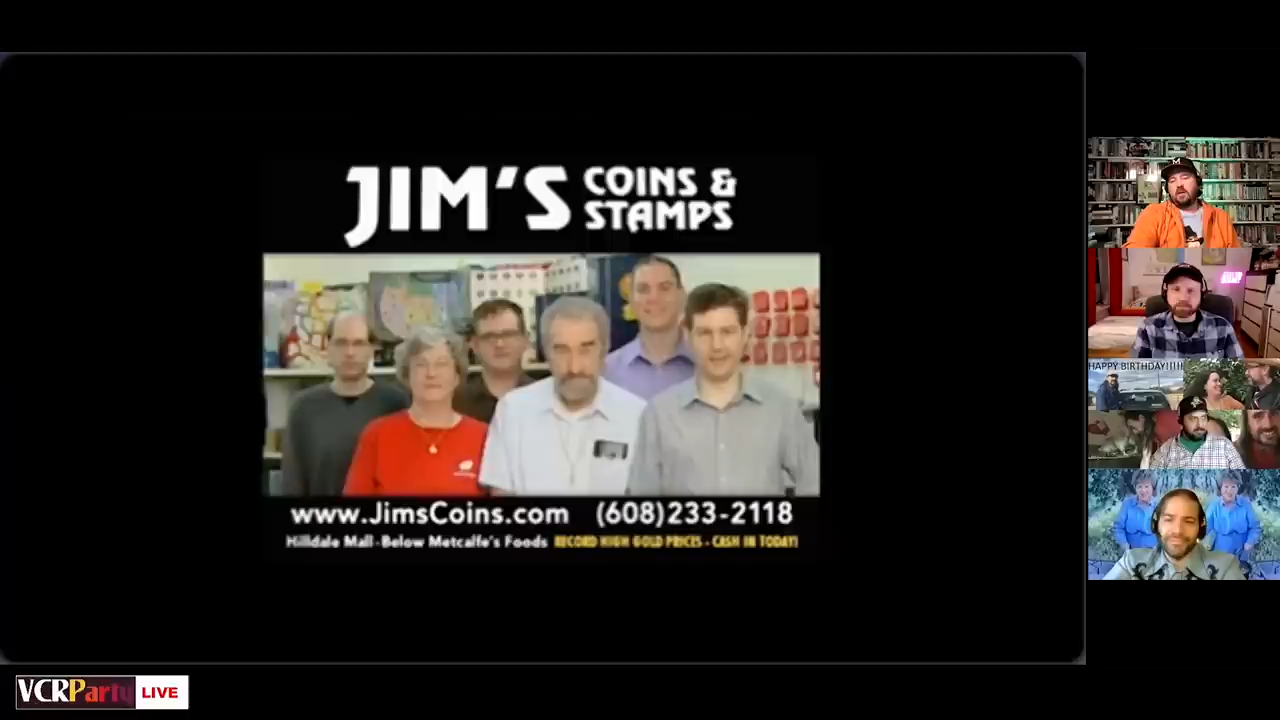 JIM'S COINS &
STAMPS
www.JimsCoins.com (608)233-2118
Hilldale Mall - Below Metcalfe's Foods RECORD HIGH GOLD PRICES - CASH IN TODAY!
HAPPY BIRTHDAY!!!!!
VCRParty LIVE